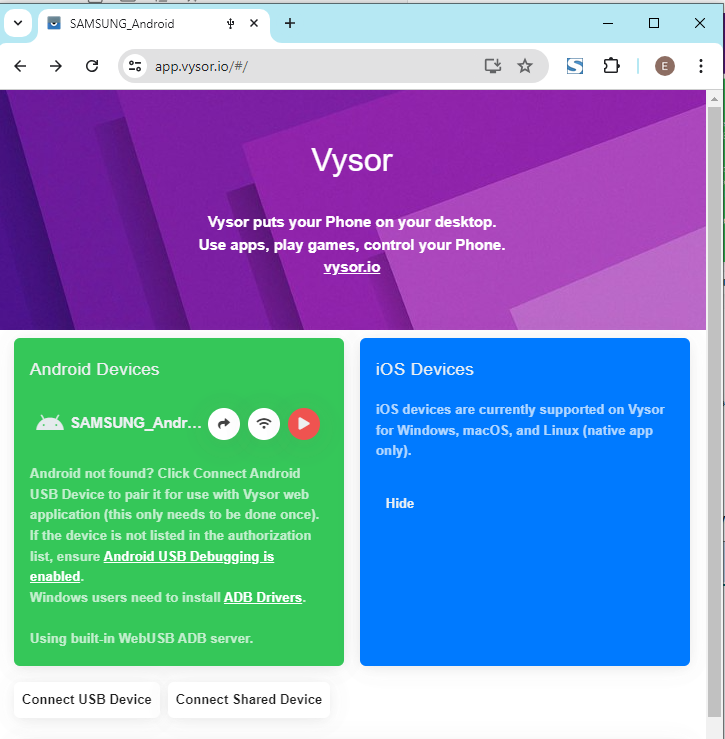 SAMSUNG_Android
app.vysor.io/#/
E
Vysor
Vysor puts your Phone on your desktop.
Use apps, play games, control your Phone.
vysor.io
Android Devices
SAMSUNG_Andr...
Android not found? Click Connect Android
USB Device to pair it for use with Vysor web
application (this only needs to be done once).
If the device is not listed in the authorization
list, ensure Android USB Debugging is
enabled.
Windows users need to install ADB Drivers.
Using built-in WebUSB ADB server.
iOS Devices
iOS devices are currently supported on Vysor
for Windows, macOS, and Linux (native app
only).
Hide
Connect USB Device
Connect Shared Device